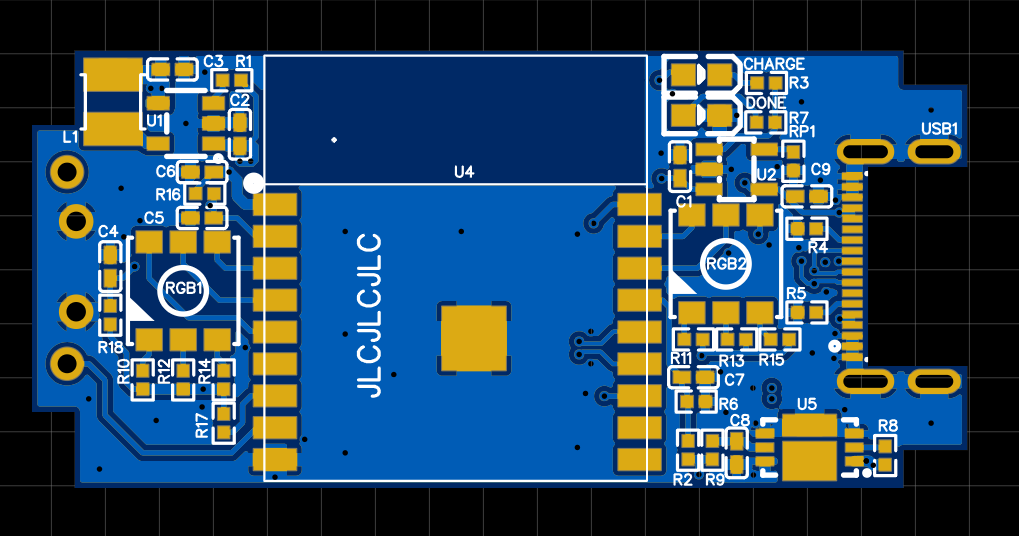 C3
R1
CHARGE
R3
C2
DONE
U1
L1
R7
RP1
USB1
C6
U4
U2
C9
R16
C1
C5
C4
R4
RGB2
RGB1
JLCJLCJLC
R5
R18
R11
R13
R15
R10
R12
R14
C7
R6
U5
R17
C8
R8
R2
R9